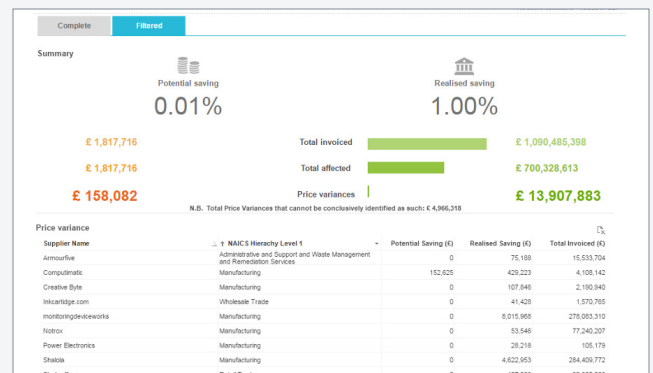 Complete Filtered
Summary
Potential saving Realised saving
0.01% 1.00%
£ 1,817,716 Total invoiced £ 1,090,485,398
£ 1,817,716 Total affected £ 700,328,613
£ 158,082 Price variances £ 13,907,883
N.B. Total Price Variances that cannot be conclusively identified as such: £ 4,966,318
Price variance
Supplier Name NAICS Hierachy Level 1 Potential Saving (£) Realised Saving (£) Total Invoiced (£)
Armourfive Administrative and Support and Waste Management 0 75,188 15,533,704
and Remediation Services
Computimatic Manufacturing 152,625 429,223 4,108,142
Creative Byte Manufacturing 0 107,646 2,190,940
Inkcartidge.com Wholesale Trade 0 41,428 1,570,765
monitoringdeviceworks Manufacturing 0 8,015,968 276,083,310
Notrox Manufacturing 0 53,546 77,240,207
Power Electronics Manufacturing 0 28,218 105,179
Shalola Manufacturing 0 4,622,953 284,409,772